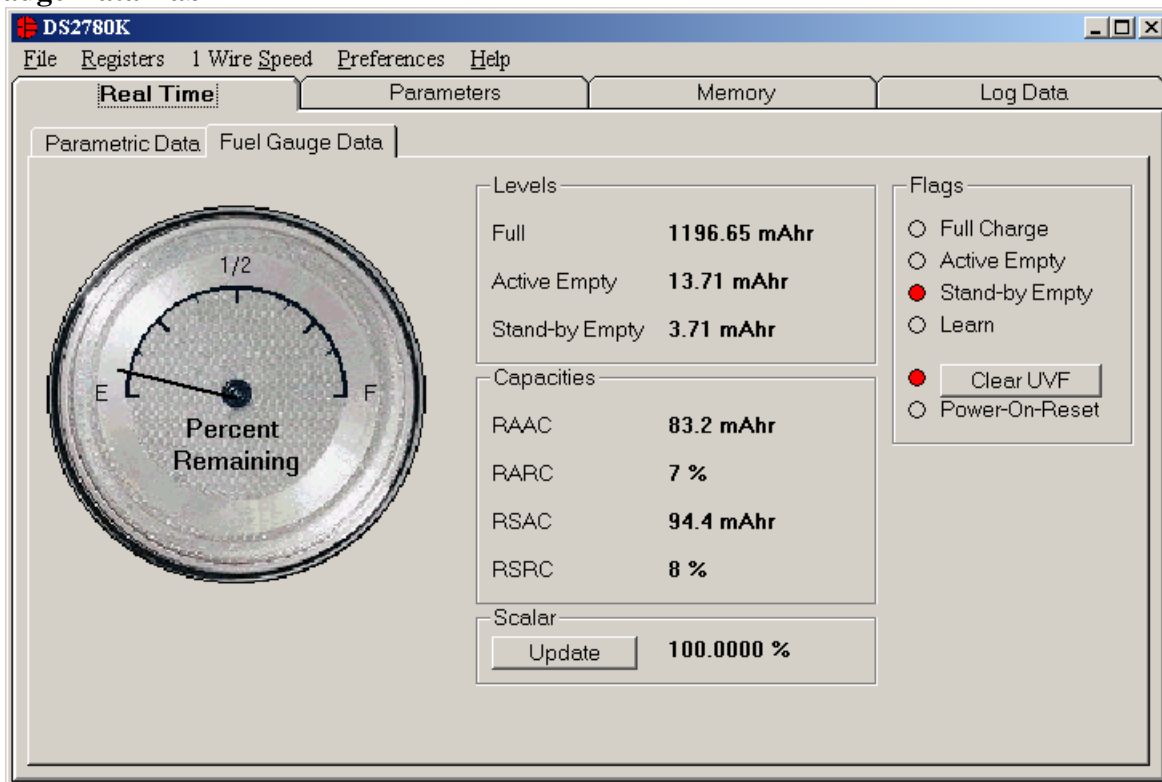 DS2780K
File Registers 1 Wire Speed Preferences Help
Real Time Parameters Memory Log Data
Parametric Data Fuel Gauge Data
1/2
E F
Percent
Remaining
Levels
Full 1196.65 mAhr
Active Empty 13.71 mAhr
Stand-by Empty 3.71 mAhr
Capacities
RAAC 83.2 mAhr
RARC 7 %
RSAC 94.4 mAhr
RSRC 8 %
Scalar
Update 100.0000 %
Flags
Full Charge
Active Empty
Stand-by Empty
Learn
Clear UVF
Power-On-Reset